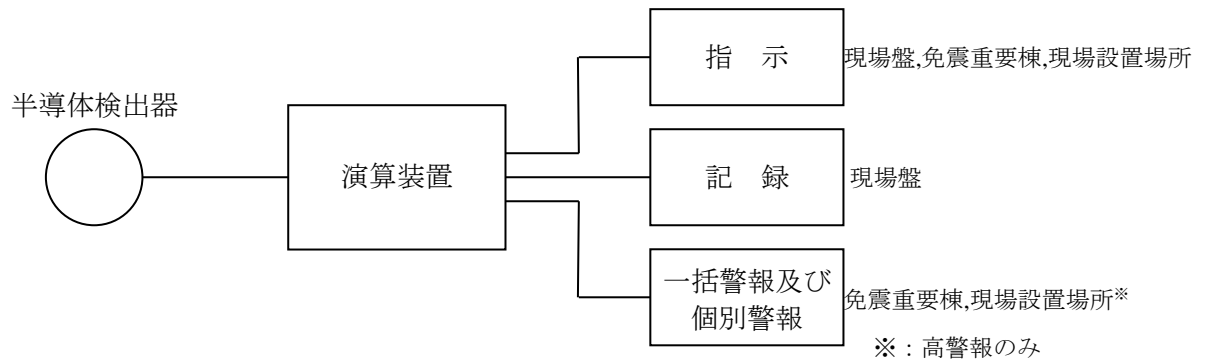 指　示
現場盤,免震重要棟,現場設置場所
半導体検出器
演算装置
記　録
現場盤
一括警報及び
個別警報
免震重要棟,現場設置場所※
※：高警報のみ